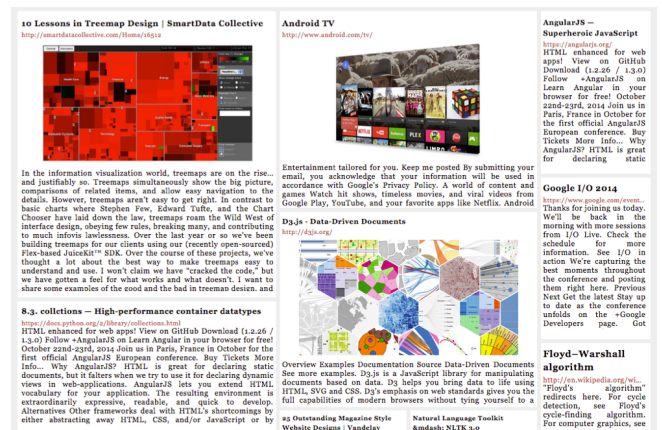 10 Lessons in Treemap Design | SmartData Collective
http://smartdatacollective.com/Home/16512
In the information visualization world, treemaps are on the rise...
and justifiably so. Treemaps simultaneously show the big picture,
comparisons of related items, and allow easy navigation to the
details. However, treemaps aren't easy to get right. In contrast to
basic charts where Stephen Few, Edward Tufte, and the Chart
Chooser have laid down the law, treemaps roam the Wild West of
interface design, obeying few rules, breaking many, and contributing
to much infovis lawlessness. Over the last year or so we've been
building treemaps for our clients using our (recently open-sourced)
Flex-based JuiceKit™ SDK. Over the course of these projects, we've
thought a lot about the best way to make treemaps easy to
understand and use. I won't claim we have "cracked the code," but
we have gotten a feel for what works and what doesn't. I want to
share some examples of the good and the bad in treemap design. and
8.3. collctions — High-performance container datatypes
https://docs.python.org/2/library/collections.html
HTML enhanced for web apps! View on GitHub Download (1.2.26 /
1.3.0) Follow +AngularJS on Learn Angular in your browser for free!
October 22nd-23rd, 2014 Join us in Paris, France in October for the
first official AngularJS European conference. Buy Tickets More
Info... Why AngularJS? HTML is great for declaring static
documents, but it falters when we try to use it for declaring dynamic
views in web-applications. AngularJS lets you extend HTML
vocabulary for your application. The resulting environment is
extraordinarily expressive, readable, and quick to develop.
Alternatives Other frameworks deal with HTML's shortcomings by
either abstracting away HTML, CSS, and/or JavaScript or by
Android TV
http://www.android.com/tv/
Entertainment tailored for you. Keep me posted By submitting your
email, you acknowledge that your information will be used in
accordance with Google's Privacy Policy. A world of content and
games Watch hit shows, timeless movies, and viral videos from
Google Play, YouTube, and your favorite apps like Netflix. Android
D3.js - Data-Driven Documents
http://d3js.org/
Overview Examples Documentation Source Data-Driven Documents
See more examples. D3.js is a JavaScript library for manipulating
documents based on data. D3 helps you bring data to life using
HTML, SVG and CSS. D3's emphasis on web standards gives you the
full capabilities of modern browsers without tying yourself to a
25 Outstanding Magazine Style
Website Designs | Vandelay
Natural Language Toolkit
&mdash; NLTK 3.0
AngularJS —
Superheroic JavaScript
https://angularjs.org/
HTML enhanced for web
apps! View on GitHub
Download (1.2.26 / 1.3.0)
Follow +AngularJS on
Learn Angular in your
browser for free! October
22nd-23rd, 2014 Join us in
Paris, France in October for
the first official AngularJS
European conference. Buy
Tickets More Info... Why
AngularJS? HTML is great
for declaring static
Google I/O 2014
https://www.google.com/event...
Thanks for joining us today.
We'll be back in the
morning with more sessions
from I/O Live. Check the
schedule for more
information. See I/O in
action We're capturing the
best moments throughout
the conference and posting
them right here. Previous
Next Get the latest Stay up
to date as the conference
unfolds on the +Google
Developers page. Got
Floyd–Warshall
algorithm
http://en.wikipedia.org/wi...
"Floyd's algorithm"
redirects here. For cycle
detection, see Floyd's
cycle-finding algorithm.
For computer graphics, see